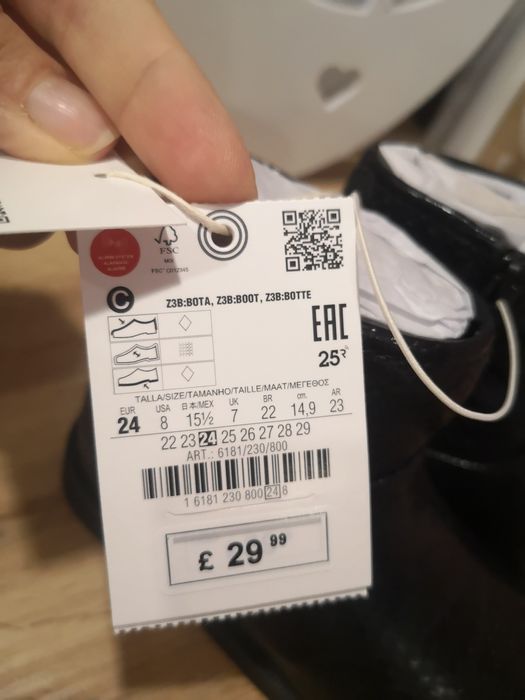 FSC
MIX
FSC® C012345
C
Z3B:BOTA, Z3B:BOOT, Z3B:BOTTE
EAC
25
TALLA/SIZE/TAMANHO/TAILLE/MAAT/ΜΕΓΕΘΟΣ
EUR USA 日本/MEX UK BR cm. AR
24 8 15½ 7 22 14,9 23
22 23 24 25 26 27 28 29
ART.: 6181/230/800
1 6181 230 800 24 8
£ 29 99